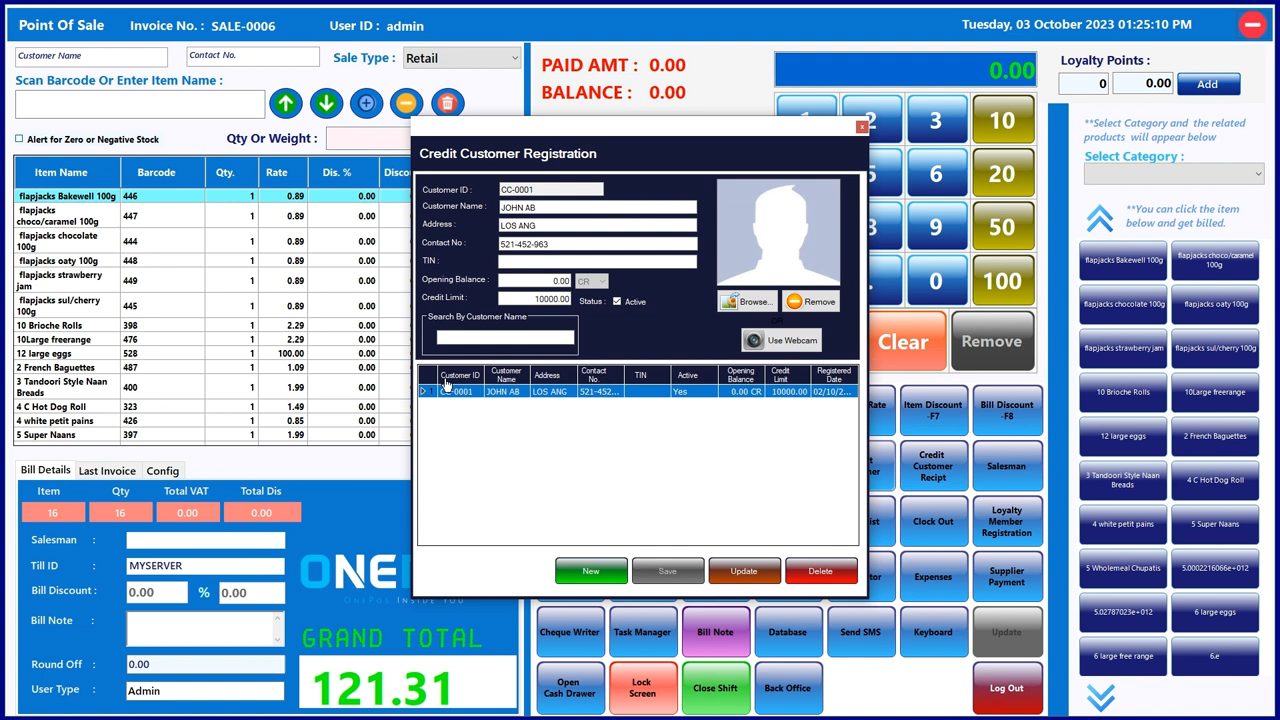 Point Of Sale
Invoice No. : SALE-0006
User ID : admin
Tuesday, 03 October 2023 01:25:10 PM
Customer Name
Contact No.
Sale Type :
Retail
Scan Barcode Or Enter Item Name :
Alert for Zero or Negative Stock
Qty Or Weight :
PAID AMT : 0.00
BALANCE : 0.00
0.00
Loyalty Points :
0
0.00
Add
Item Name Barcode Qty. Rate Dis. %
flapjacks Bakewell 100g 446 1 0.89 0.00
flapjacks
choco/caramel 100g 447 1 0.89 0.00
flapjacks chocolate
100g 444 1 0.89 0.00
flapjacks oaty 100g 448 1 0.89 0.00
flapjacks strawberry
jam 449 1 0.89 0.00
flapjacks sul/cherry
100g 445 1 0.89 0.00
10 Brioche Rolls 398 1 2.29 0.00
10Large freerange 476 1 2.29 0.00
12 large eggs 528 1 100.00 0.00
2 French Baguettes 487 1 1.09 0.00
3 Tandoori Style Naan
Breads 400 1 1.99 0.00
4 C Hot Dog Roll 323 1 1.49 0.00
4 white petit pains 426 1 0.85 0.00
5 Super Naans 397 1 1.99 0.00
Bill Details
Last Invoice
Config
Item Qty Total VAT Total Dis
16 16 0.00 0.00
Salesman :
Till ID : MYSERVER
Bill Discount : 0.00 % 0.00
Bill Note :
Round Off : 0.00
User Type : Admin
GRAND TOTAL
121.31
x
Credit Customer Registration
Customer ID : CC-0001
Customer Name : JOHN AB
Address : LOS ANG
Contact No : 521-452-963
TIN :
Opening Balance : 0.00 CR
Credit Limit : 10000.00 Status : Active
Browse...
Remove
Use Webcam
Search By Customer Name
Customer ID Customer Name Address Contact No. TIN Active Opening Balance Credit Limit Registered Date
1 JOHN AB LOS ANG 521-452... Yes 0.00 CR 10000.00 02/10/2...
New
Save
Update
Delete
2 3 10
20
9 50
. 0 100
Clear
Remove
Rate
Item Discount
-F7
Bill Discount
-F8
Credit
Customer
Recipt
Salesman
Clock Out
Loyalty
Member
Registration
Expenses
Supplier
Payment
Cheque Writer
Task Manager
Bill Note
Database
Send SMS
Keyboard
Update
Open
Cash Drawer
Lock
Screen
Close Shift
Back Office
Log Out
**Select Category and the related
products will appear below
Select Category :
**You can click the item
below and get billed.
flapjacks Bakewell 100g
flapjacks choco/caramel
100g
flapjacks chocolate 100g
flapjacks oaty 100g
flapjacks strawberry jam
flapjacks sul/cherry 100g
10 Brioche Rolls
10Large freerange
12 large eggs
2 French Baguettes
3 Tandoori Style Naan
Breads
4 C Hot Dog Roll
4 white petit pains
5 Super Naans
5 Wholemeal Chupatis
5.0002216066e+012
5.02787023e+012
6 large eggs
6 large free range
6.e